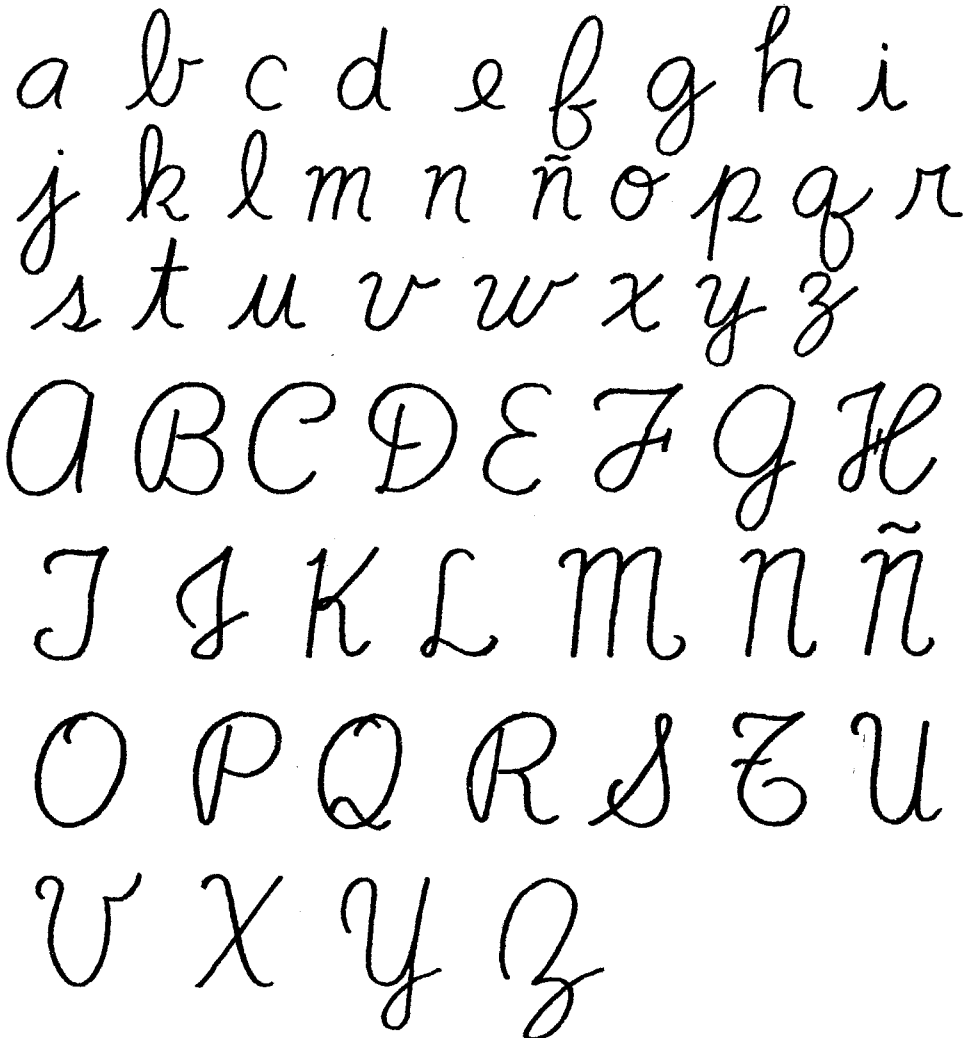 a b c d e f g h i
j k l m n ñ o p q r
s t u v w x y z
A B C D E F G H
I J K L M N Ñ
O P Q R S T U
V X Y Z